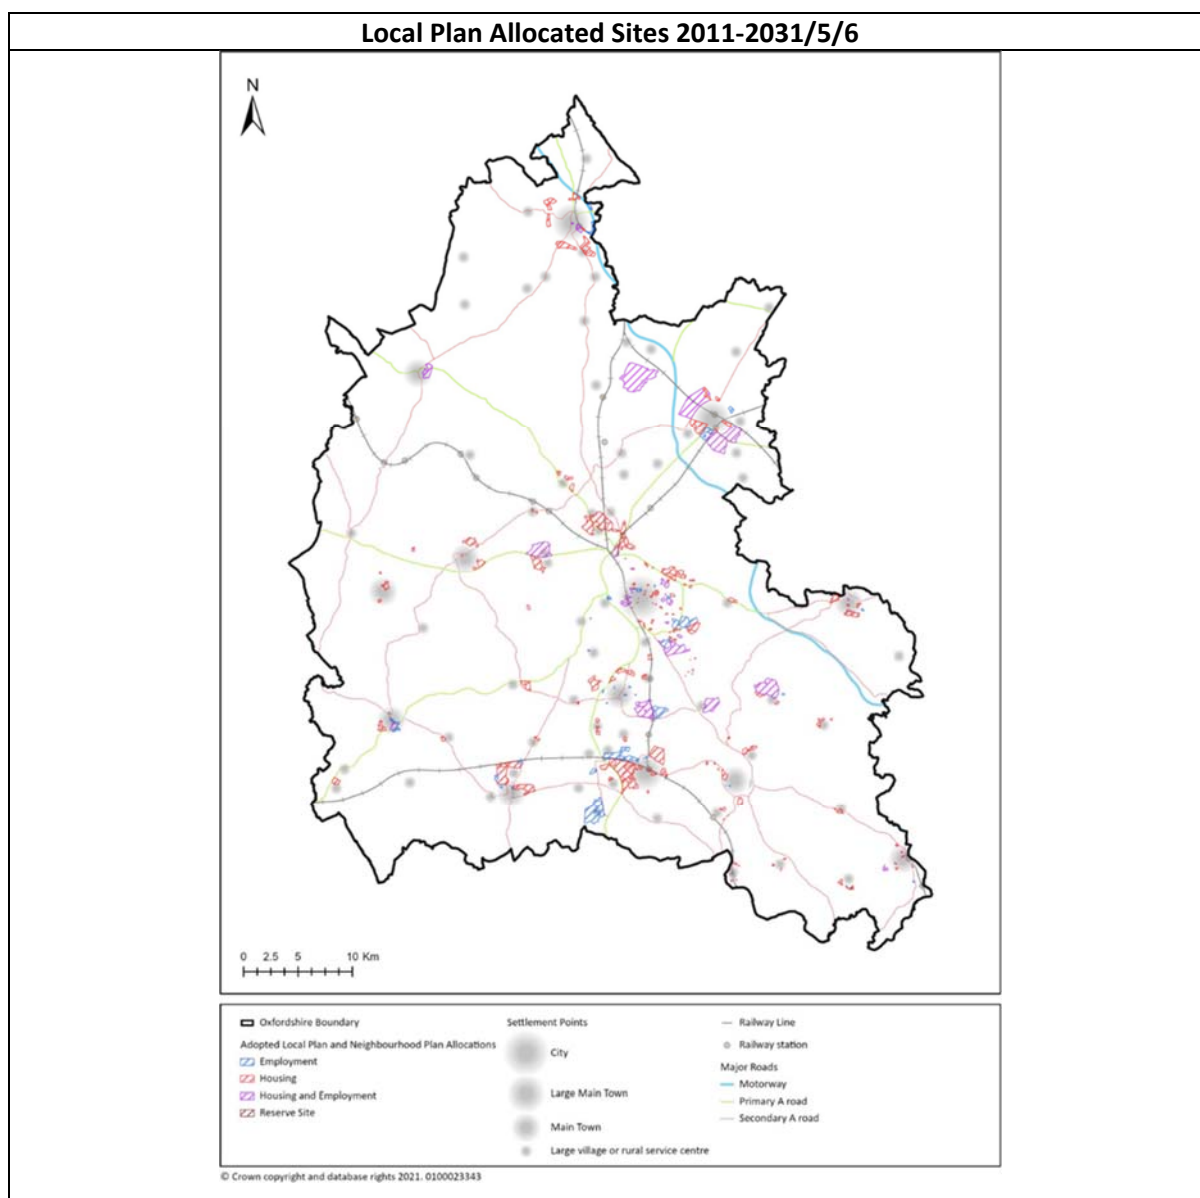 Local Plan Allocated Sites 2011-2031/5/6
N
0 2.5 5 10 Km
Oxfordshire Boundary
Adopted Local Plan and Neighbourhood Plan Allocations
Employment
Housing
Housing and Employment
Reserve Site
Settlement Points
City
Large Main Town
Main Town
Large village or rural service centre
Railway Line
Railway station
Major Roads
Motorway
Primary A road
Secondary A road
© Crown copyright and database rights 2021. 0100023343